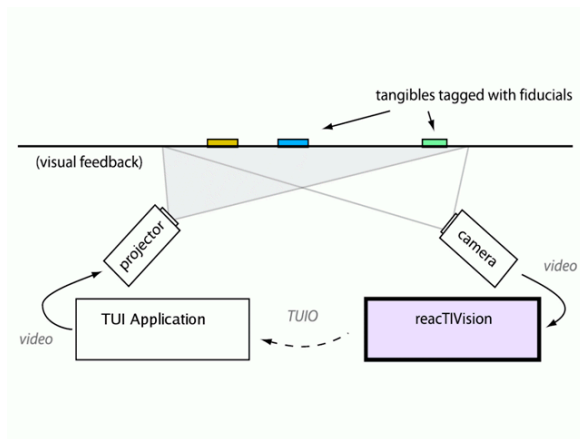 tangibles tagged with fiducials
(visual feedback)
projector
camera
video
TUI Application
TUIO
reacTIVision
video